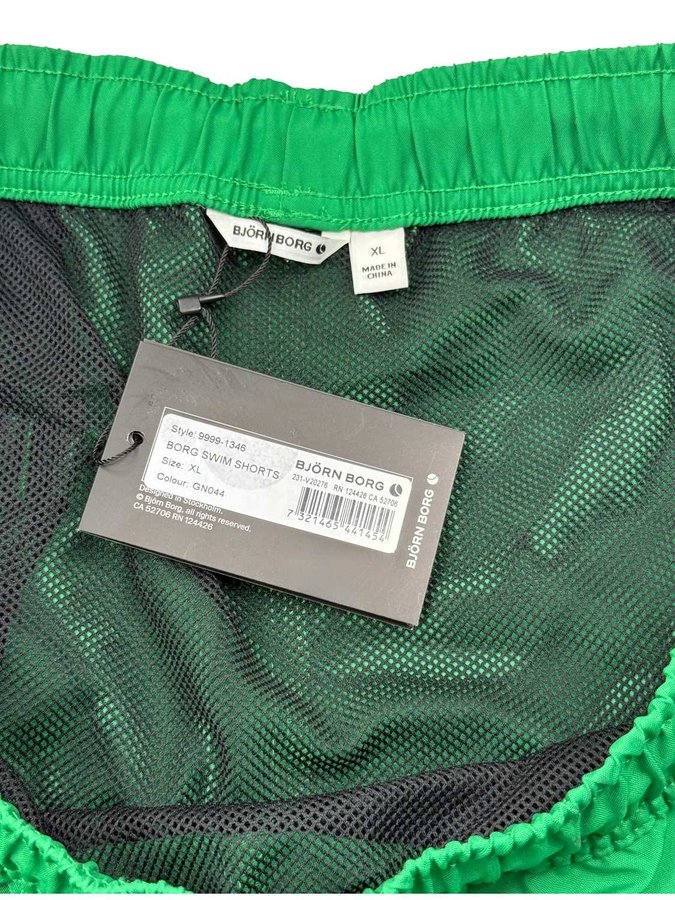 BJÖRN BORG
XL
MADE IN
CHINA
Style: 9999-1346
BORG SWIM SHORTS
Size: XL
Colour: GN044
BJÖRN BORG
231-V20276 RN 124426 CA 52706
7 321465 441454
Designed in Stockholm.
© Björn Borg. all rights reserved.
CA 52706 RN 124426
BJÖRN BORG